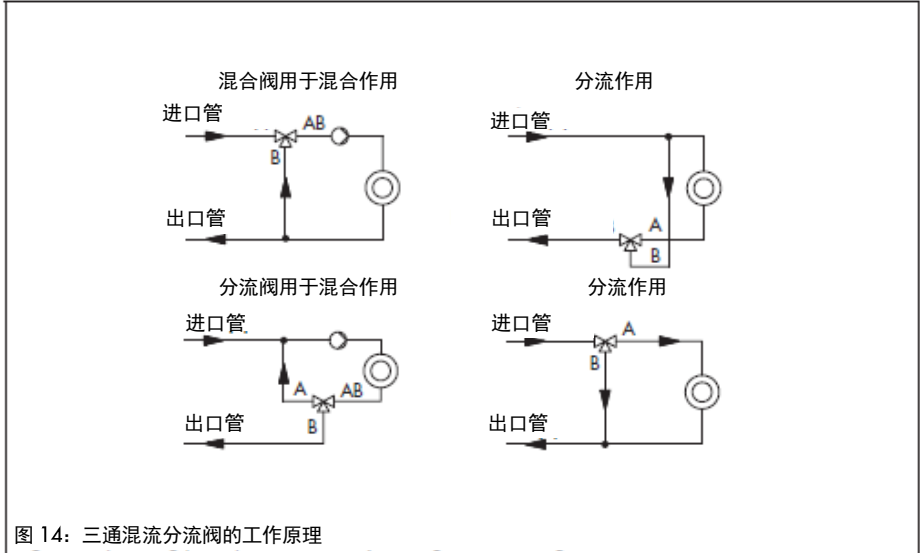 混合阀用于混合作用
进口管
AB
B
出口管
分流作用
进口管
出口管
A
B
分流阀用于混合作用
进口管
A
AB
B
出口管
分流作用
进口管
A
B
出口管
图 14：三通混流分流阀的工作原理